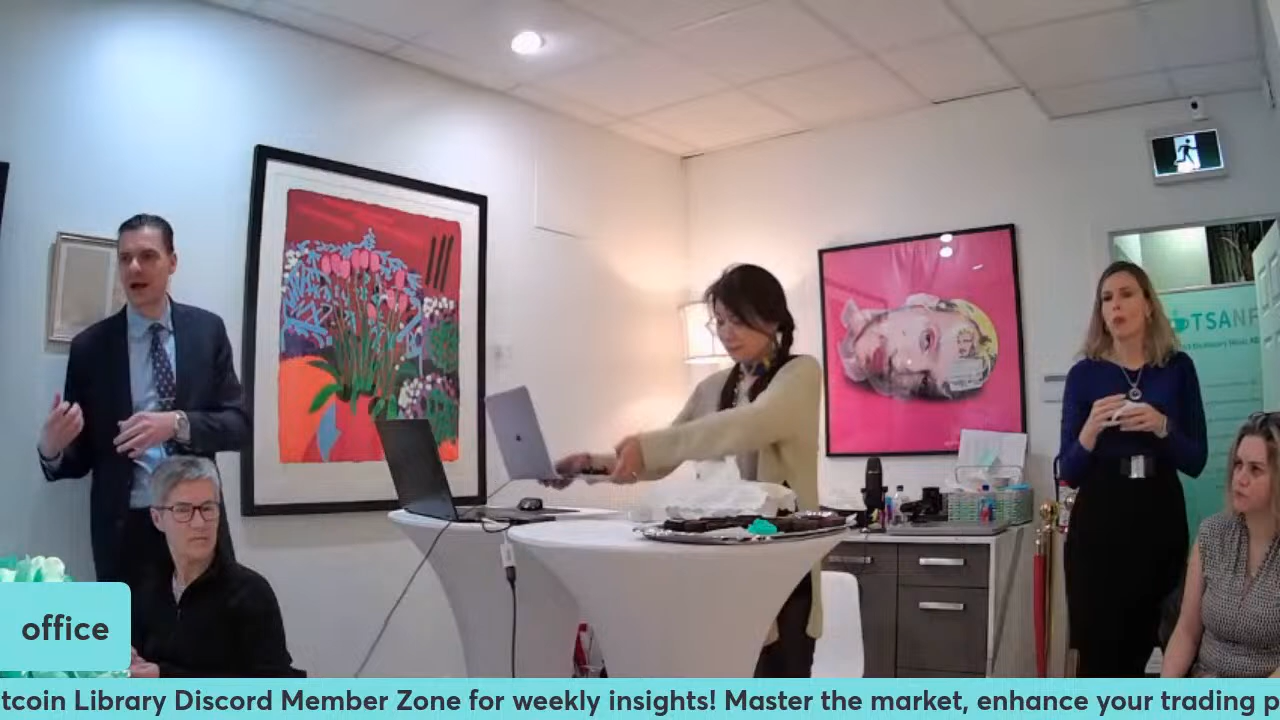 TSANF
office
tcoin Library Discord Member Zone for weekly insights! Master the market, enhance your trading p